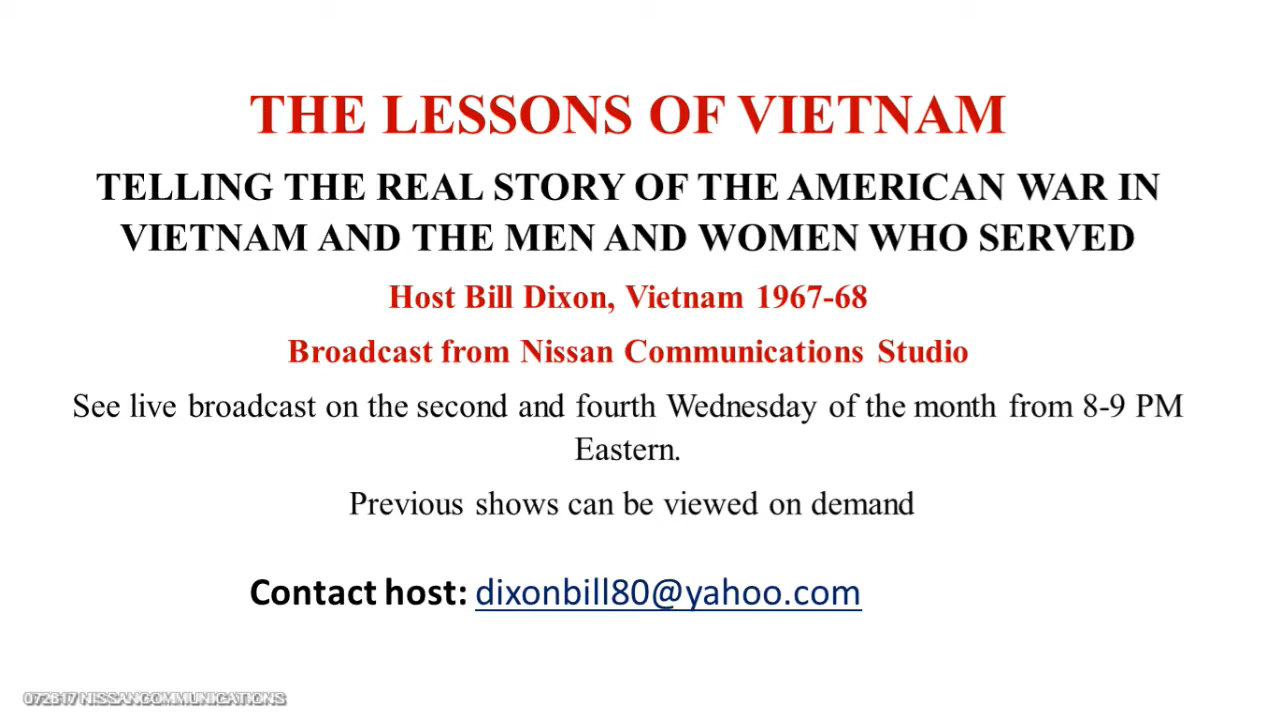 THE LESSONS OF VIETNAM
TELLING THE REAL STORY OF THE AMERICAN WAR IN
VIETNAM AND THE MEN AND WOMEN WHO SERVED
Host Bill Dixon, Vietnam 1967-68
Broadcast from Nissan Communications Studio
See live broadcast on the second and fourth Wednesday of the month from 8-9 PM
Eastern.
Previous shows can be viewed on demand
Contact host: dixonbill80@yahoo.com
072617 NISSANCOMMUNICATIONS